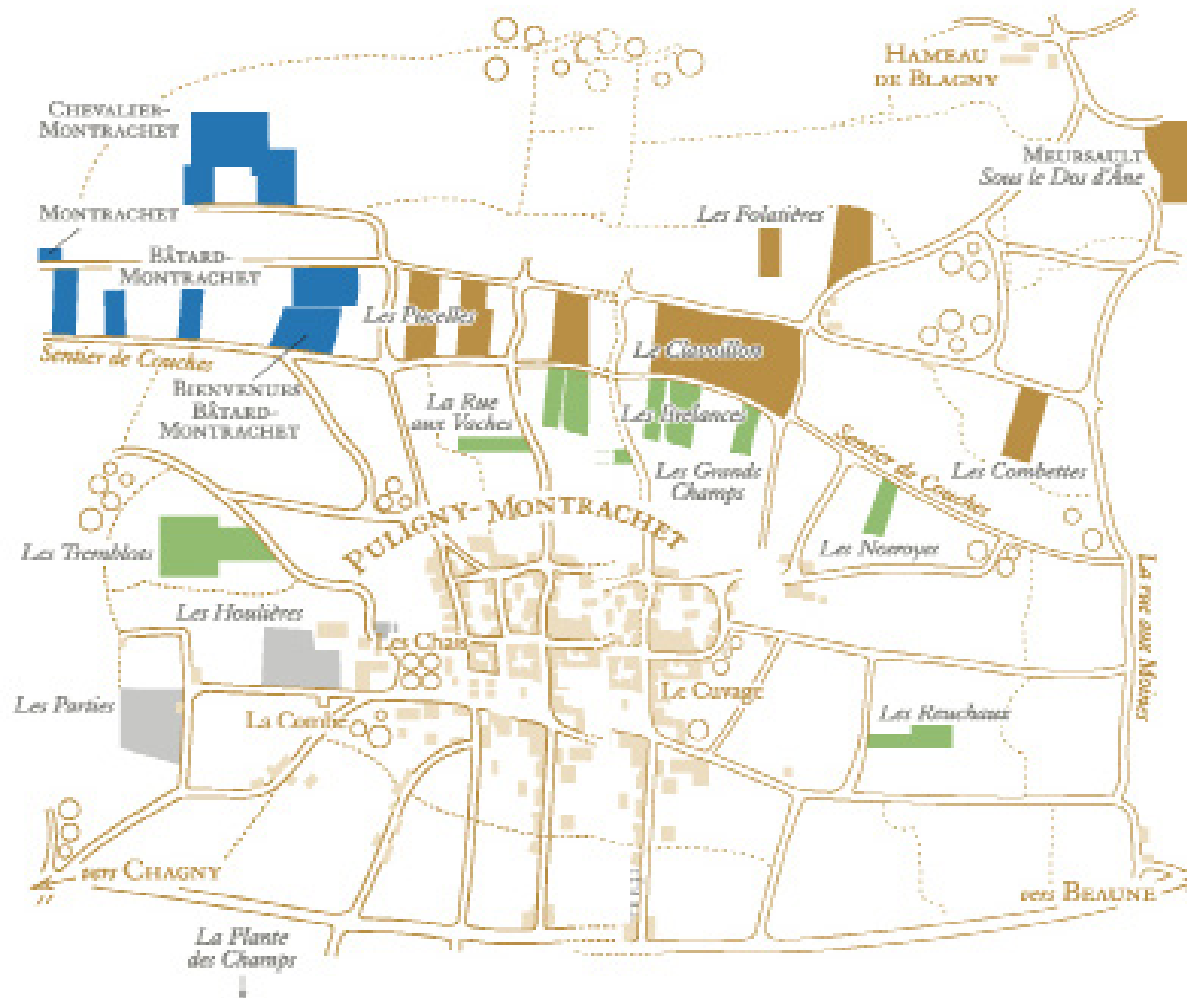 HAMEAU
DE BLAGNY
CHEVALIER-
MONTRACHET
MEURSAULT
Sous le Dos d'Âne
MONTRACHET
Les Folatières
BÂTARD-
MONTRACHET
Les Pucelles
Sentier de Couches
Le Clavoillon
BIENVENUES
BÂTARD-
MONTRACHET
La Rue
aux Vaches
Les Brelances
Sentier de Couches
Les Grands
Champs
Les Combettes
PULIGNY-MONTRACHET
Les Tremblots
Les Nosroyes
La rue aux Moines
Les Houlières
Les Chais
Le Cuvage
Les Parties
La Combe
Les Reuchaux
vers CHAGNY
vers BEAUNE
La Plante
des Champs